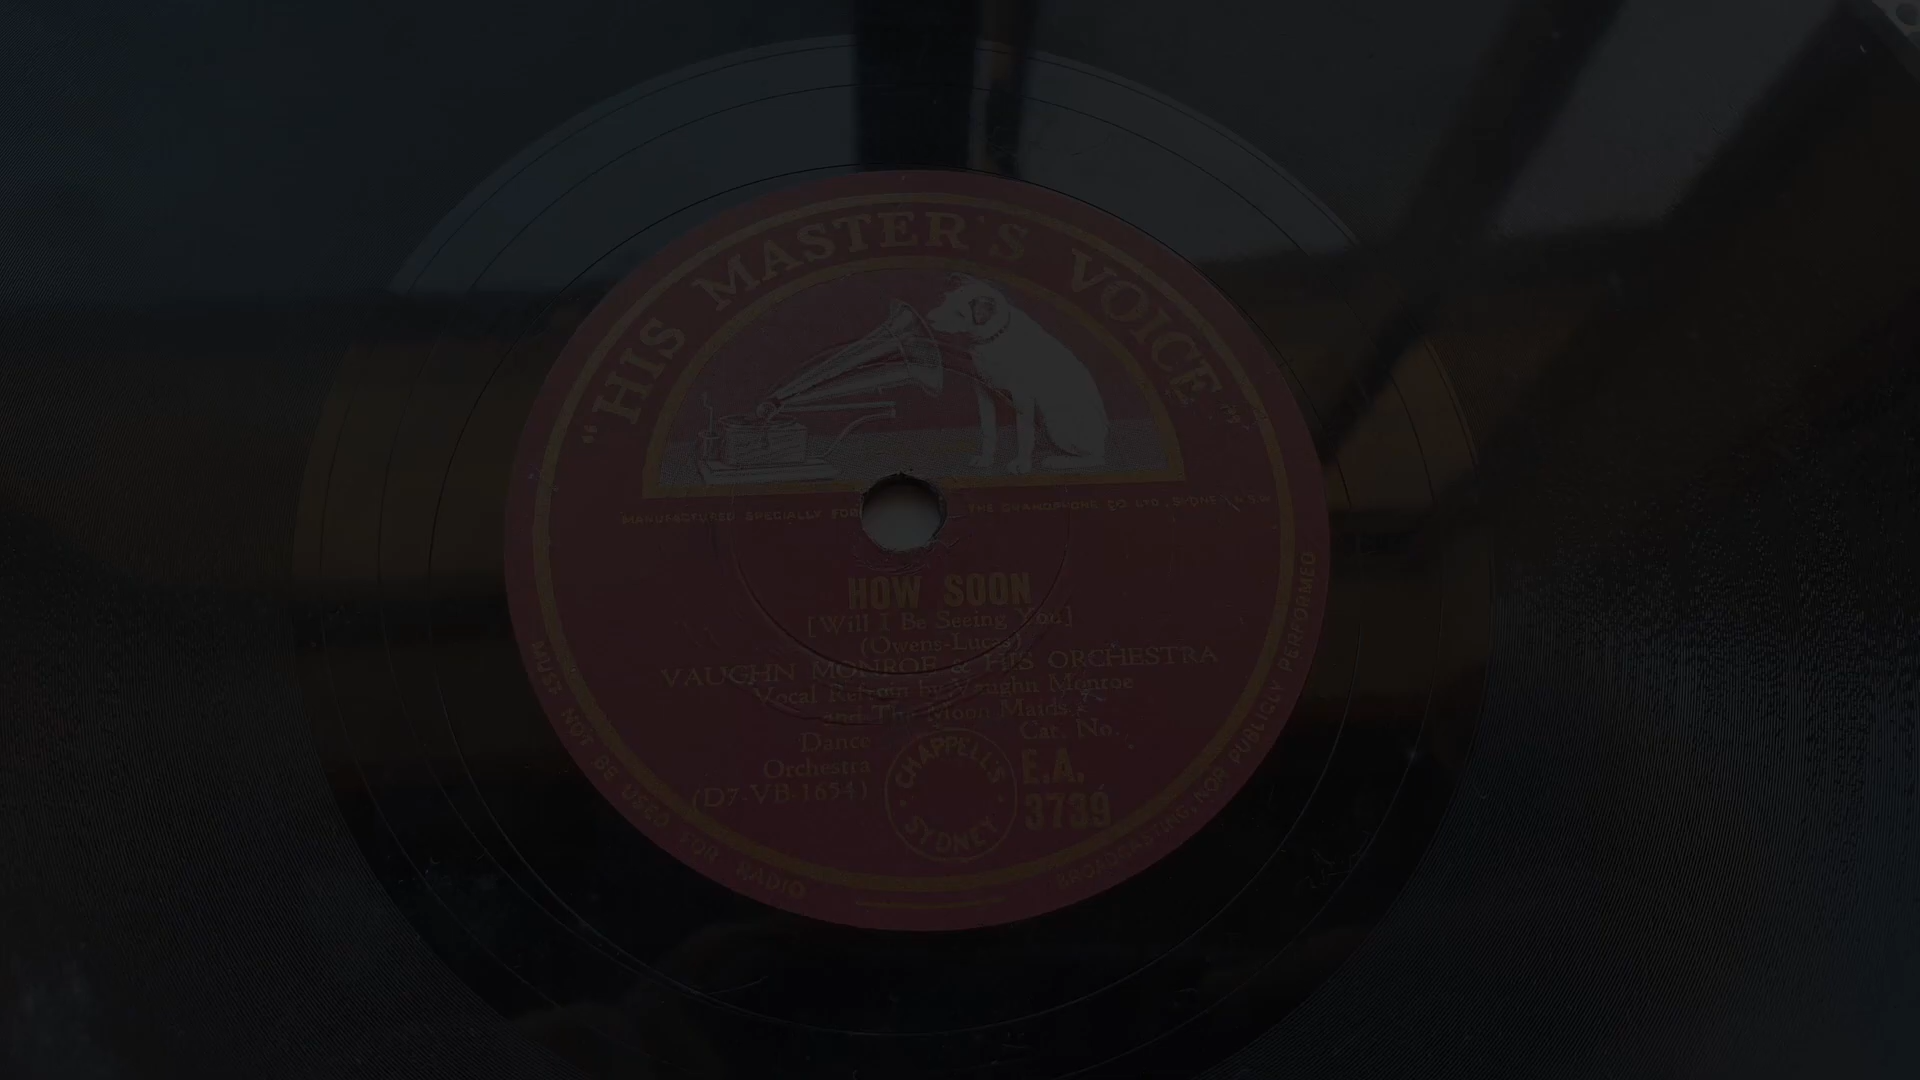 "HIS MASTER'S VOICE"
MANUFACTURED SPECIALLY FOR THE GRAMOPHONE CO LTD, SYDNEY N.S.W
HOW SOON
[Will I Be Seeing You]
(Owens-Lucas)
VAUGHN MONROE & HIS ORCHESTRA
Vocal Refrain by Vaughn Monroe
and The Moon Maids
Dance
Orchestra
(D7-VB-1654)
CHAPPELL'S
SYDNEY
Cat. No.
E.A.
3739
MUST NOT BE USED FOR RADIO BROADCASTING, NOR PUBLICLY PERFORMED